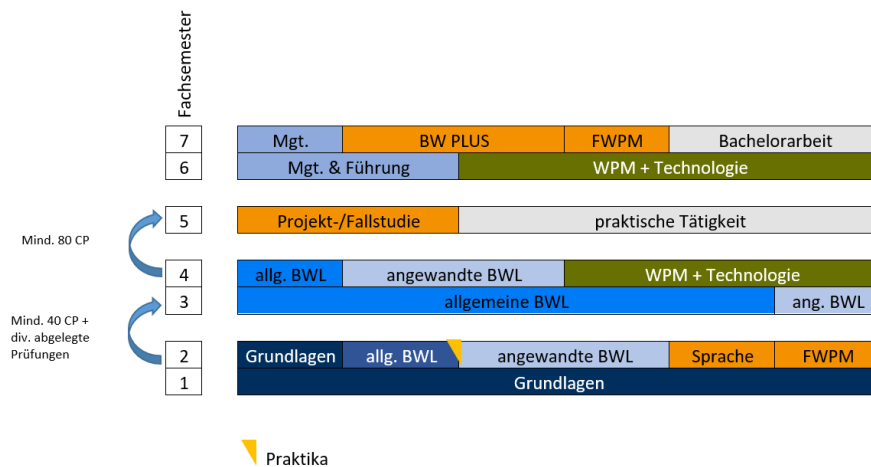 Fachsemester
7 Mgt. BW PLUS FWPM Bachelorarbeit
6 Mgt. & Führung WPM + Technologie
Mind. 80 CP
5 Projekt-/Fallstudie praktische Tätigkeit
4 allg. BWL angewandte BWL WPM + Technologie
3 allgemeine BWL ang. BWL
Mind. 40 CP +
div. abgelegte
Prüfungen
2 Grundlagen allg. BWL angewandte BWL Sprache FWPM
1 Grundlagen
Praktika